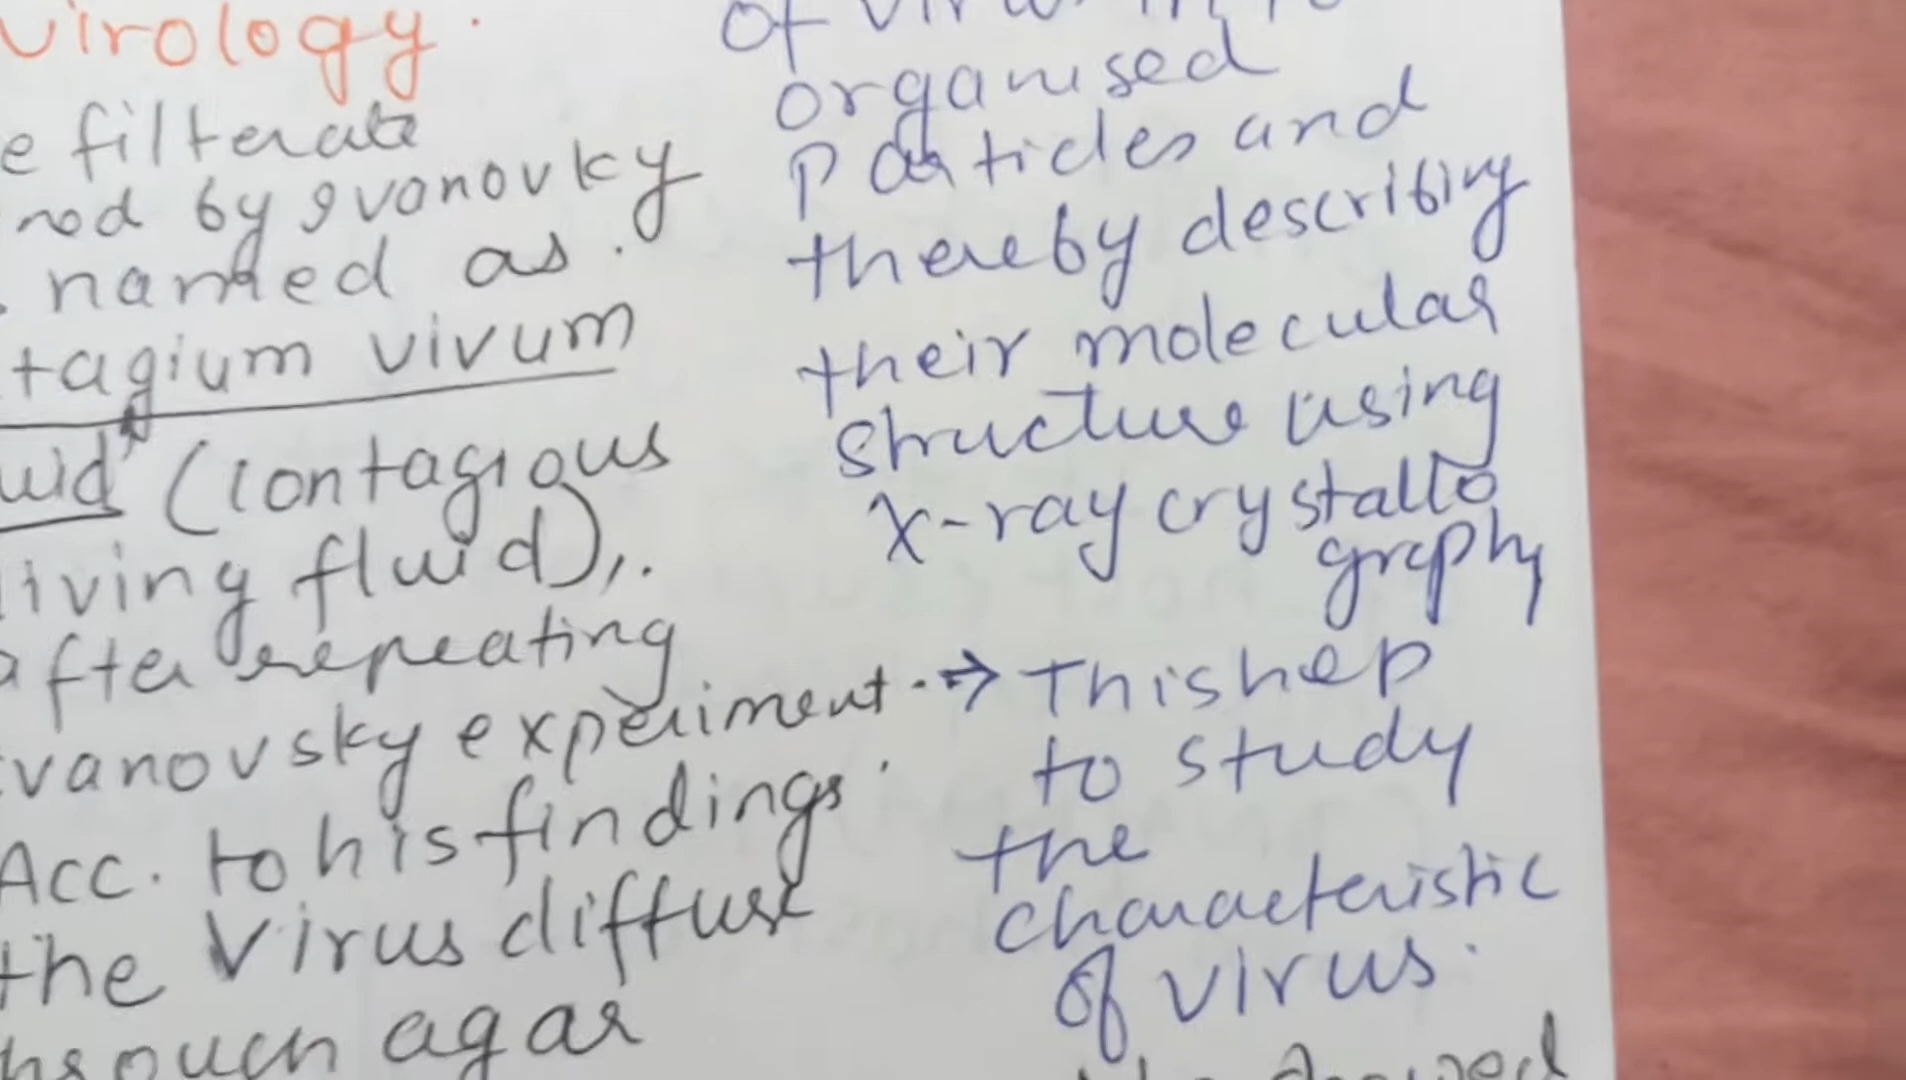 virology.
e filterate
ned by Ivanovky
. named as.
tagium vivum
uid" (contagious
living fluid),.
after repeating
Ivanovsky experiment.
Acc. to his findings
the Virus diffuse
agar
of virus
organised
Particles and
thereby describing
their molecular
structure using
X-ray crystallo
graphy
→ This help
to study
the
characteristic
of virus.